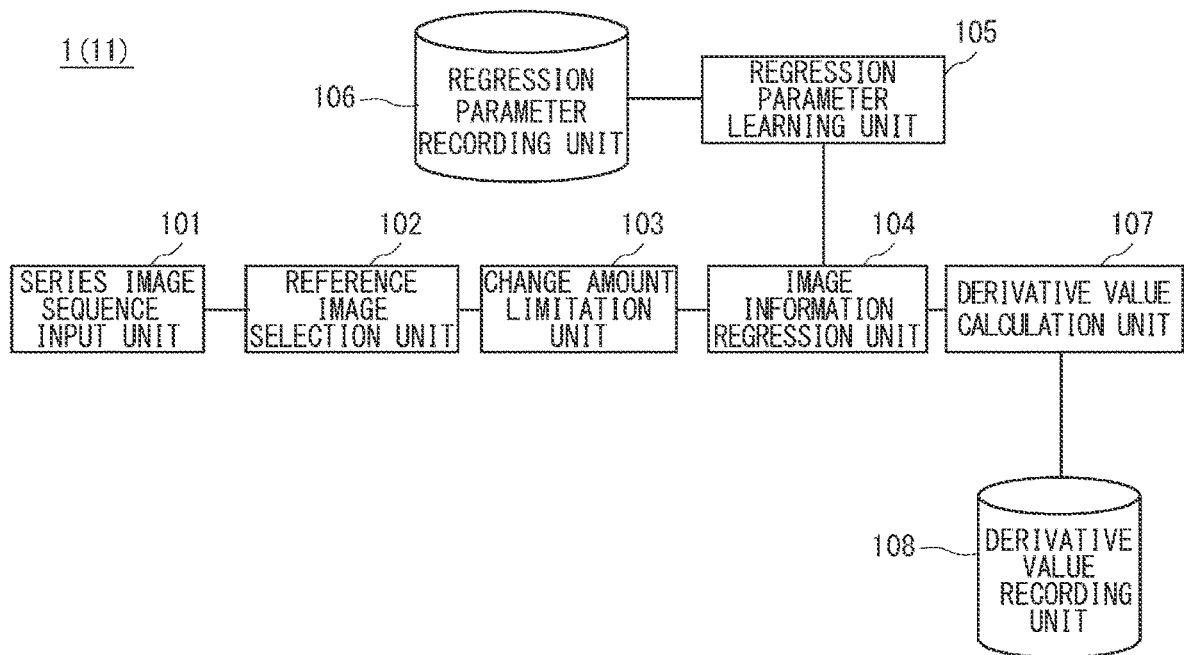 1(11)
106
REGRESSION
PARAMETER
RECORDING UNIT
105
REGRESSION
PARAMETER
LEARNING UNIT
101
SERIES IMAGE
SEQUENCE
INPUT UNIT
102
REFERENCE
IMAGE
SELECTION UNIT
103
CHANGE AMOUNT
LIMITATION
UNIT
104
IMAGE
INFORMATION
REGRESSION UNIT
107
DERIVATIVE VALUE
CALCULATION UNIT
108
DERIVATIVE
VALUE
RECORDING
UNIT